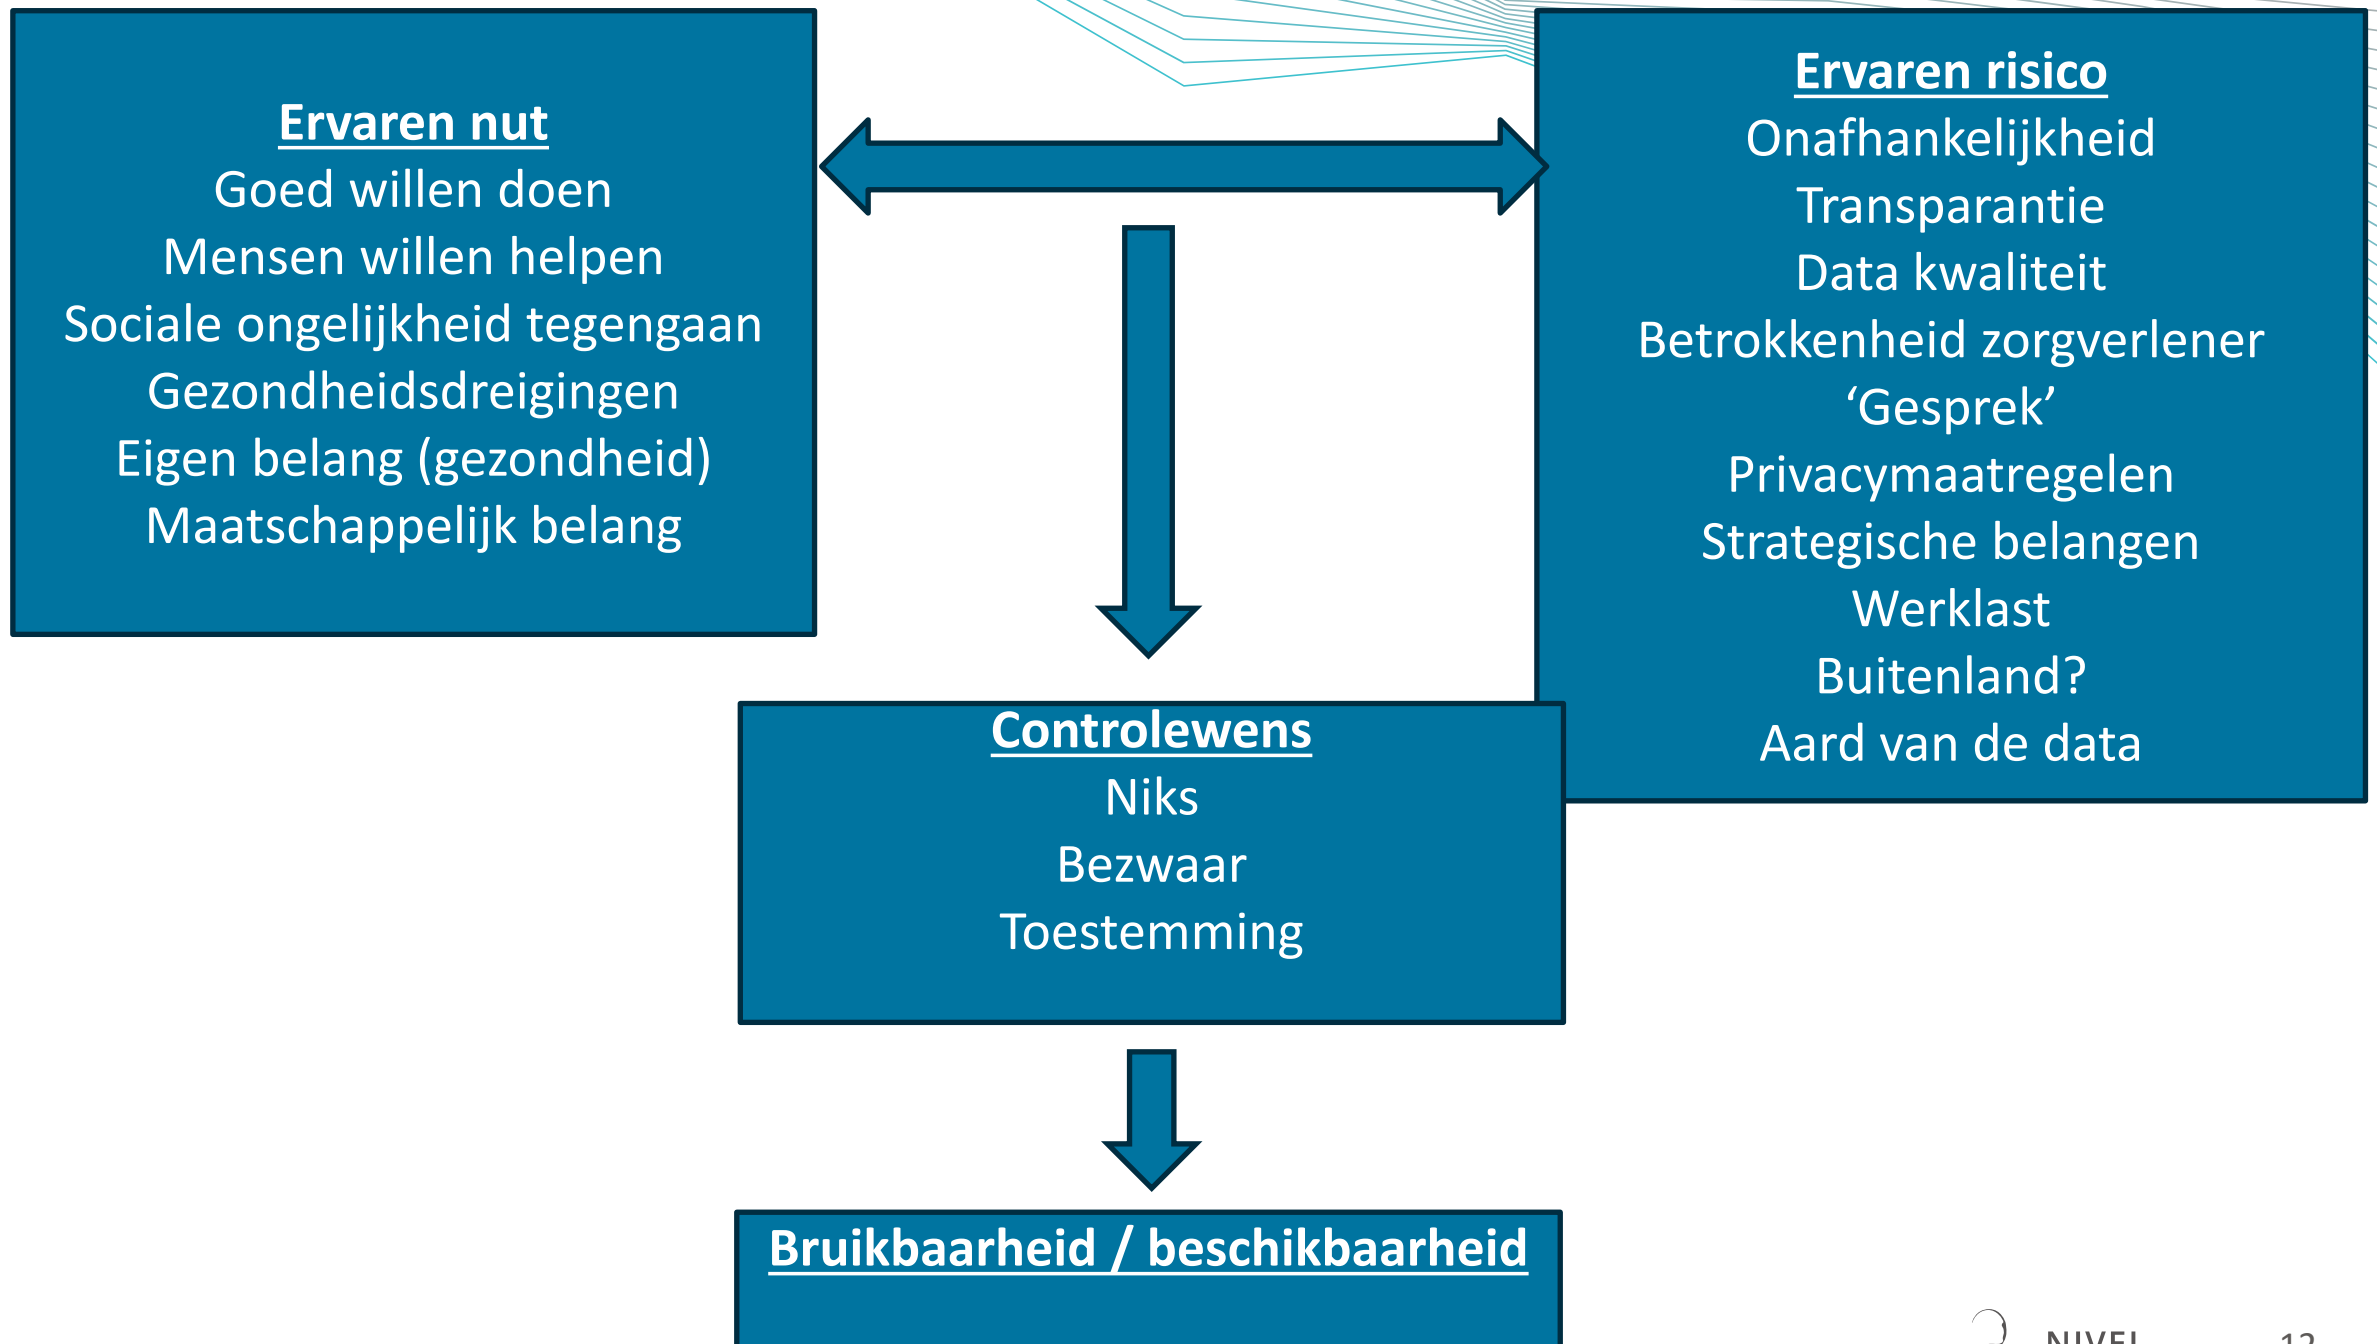 Ervaren nut
Goed willen doen
Mensen willen helpen
Sociale ongelijkheid tegengaan
Gezondheidsdreigingen
Eigen belang (gezondheid)
Maatschappelijk belang
Ervaren risico
Onafhankelijkheid
Transparantie
Data kwaliteit
Betrokkenheid zorgverlener
‘Gesprek’
Privacymaatregelen
Strategische belangen
Werklast
Buitenland?
Aard van de data
Controlewens
Niks
Bezwaar
Toestemming
Bruikbaarheid / beschikbaarheid
NIVEL
12